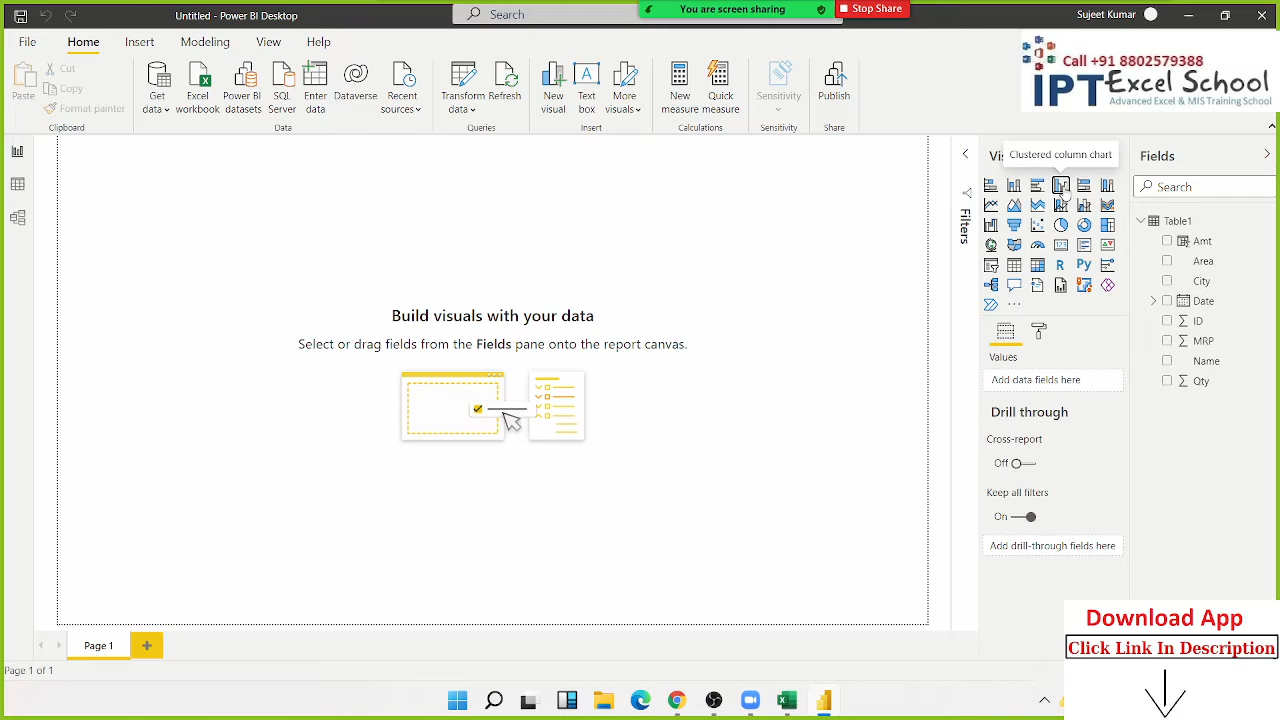 Untitled - Power BI Desktop
Search
You are screen sharing
Stop Share
Sujeet Kumar
File
Home
Insert
Modeling
View
Help
Call +91 8802579388
IPT Excel School
Advanced Excel & MIS Training School
Paste
Cut
Copy
Format painter
Clipboard
Get data
Excel workbook
Power BI datasets
SQL Server
Enter data
Dataverse
Recent sources
Data
Transform data
Refresh
Queries
New visual
Text box
More visuals
Insert
New measure
Quick measure
Calculations
Sensitivity
Sensitivity
Publish
Share
Clustered column chart
Fields
Search
Filters
Table1
Amt
Area
City
Date
ID
MRP
Name
Qty
R
Py
123
Build visuals with your data
Select or drag fields from the Fields pane onto the report canvas.
Values
Add data fields here
Drill through
Cross-report
Off
Keep all filters
On
Add drill-through fields here
Page 1
Page 1 of 1
Download App
Click Link In Description